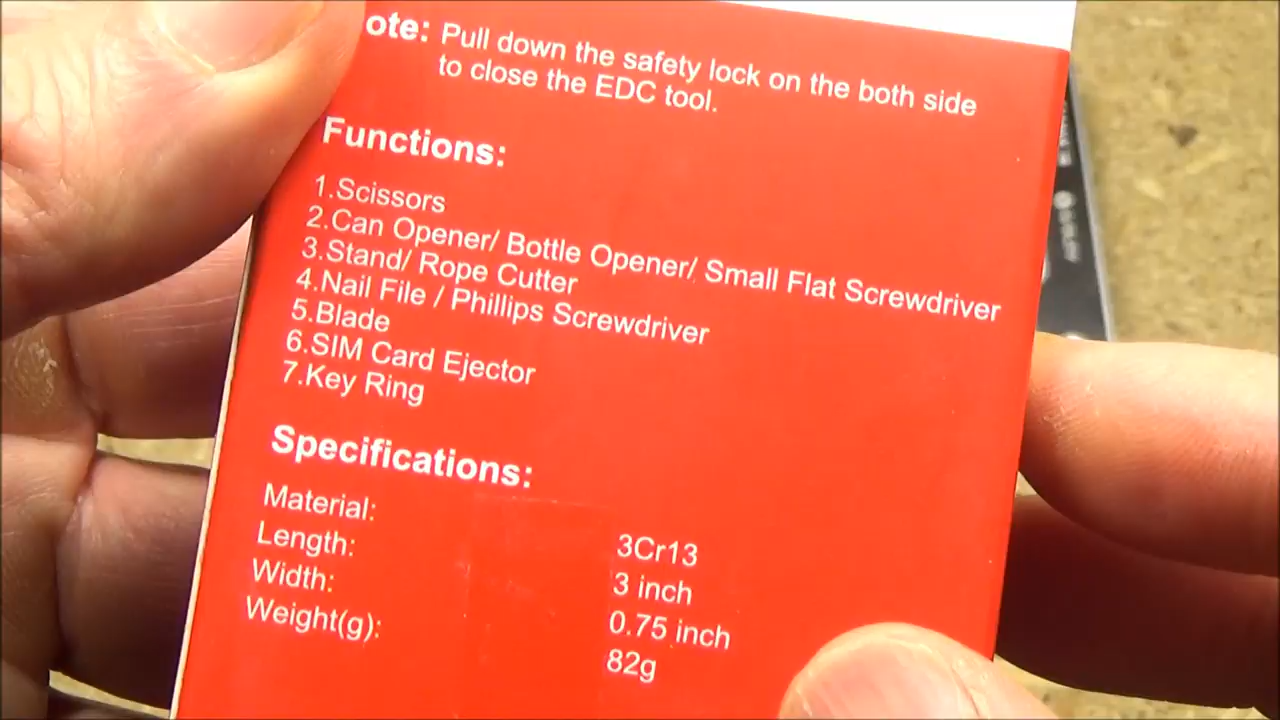 ote: Pull down the safety lock on the both side
to close the EDC tool.
Functions:
1.Scissors
2.Can Opener/ Bottle Opener/ Small Flat Screwdriver
3.Stand/ Rope Cutter
4.Nail File / Phillips Screwdriver
5.Blade
6.SIM Card Ejector
7.Key Ring
Specifications:
Material: 3Cr13
Length: 3 inch
Width: 0.75 inch
Weight(g): 82g